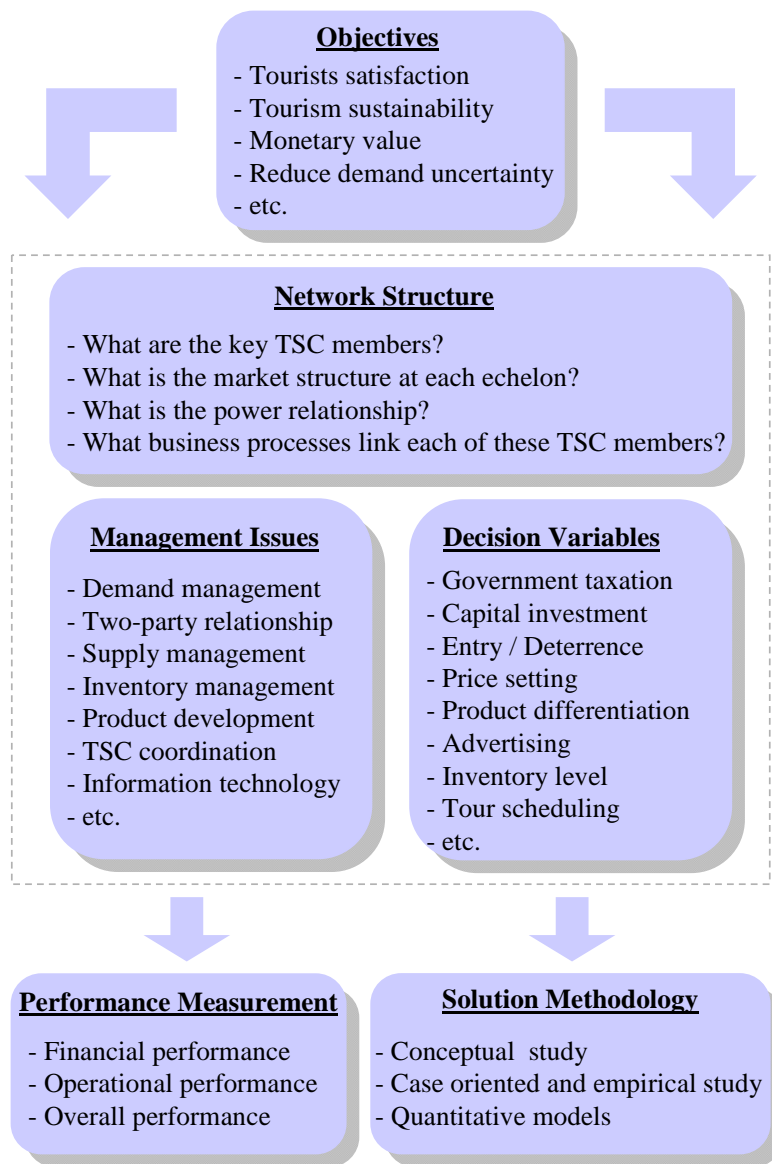 Objectives
- Tourists satisfaction
- Tourism sustainability
- Monetary value
- Reduce demand uncertainty
- etc.
Network Structure
- What are the key TSC members?
- What is the market structure at each echelon?
- What is the power relationship?
- What business processes link each of these TSC members?
Management Issues
- Demand management
- Two-party relationship
- Supply management
- Inventory management
- Product development
- TSC coordination
- Information technology
- etc.
Decision Variables
- Government taxation
- Capital investment
- Entry / Deterrence
- Price setting
- Product differentiation
- Advertising
- Inventory level
- Tour scheduling
- etc.
Performance Measurement
- Financial performance
- Operational performance
- Overall performance
Solution Methodology
- Conceptual  study
- Case oriented and empirical study
- Quantitative models